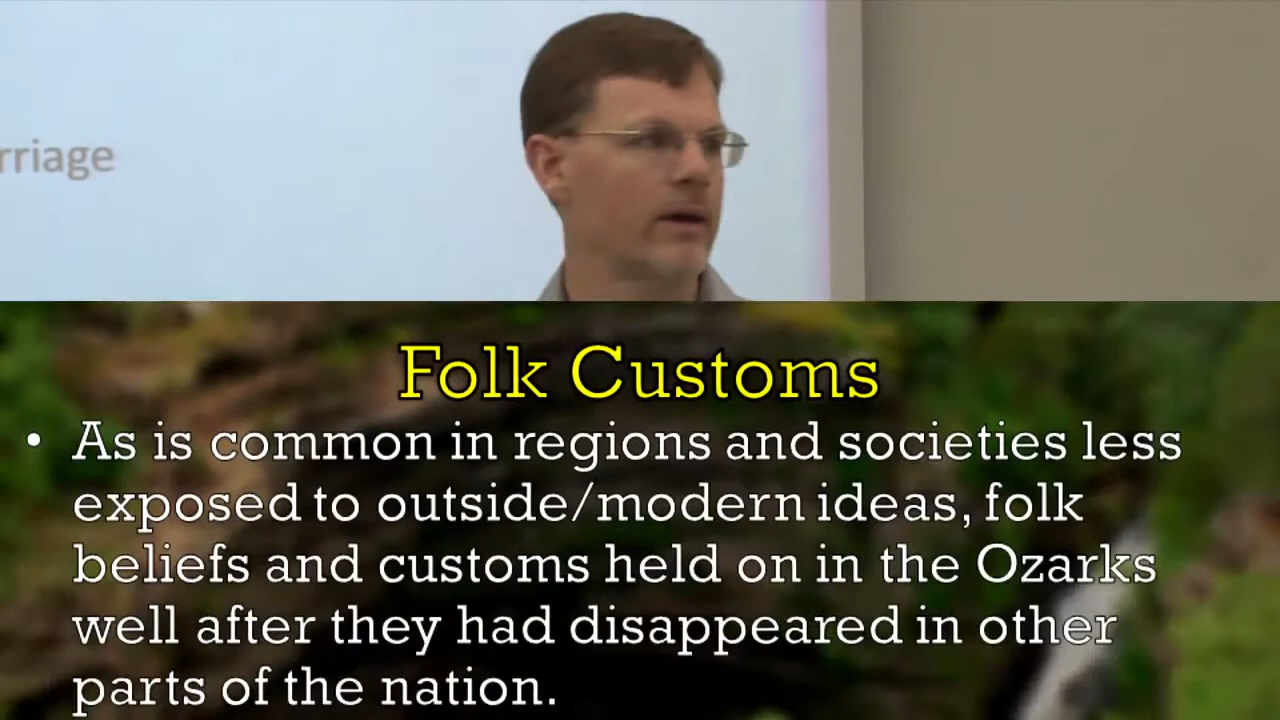 rriage
Folk Customs
• As is common in regions and societies less
exposed to outside/modern ideas, folk
beliefs and customs held on in the Ozarks
well after they had disappeared in other
parts of the nation.